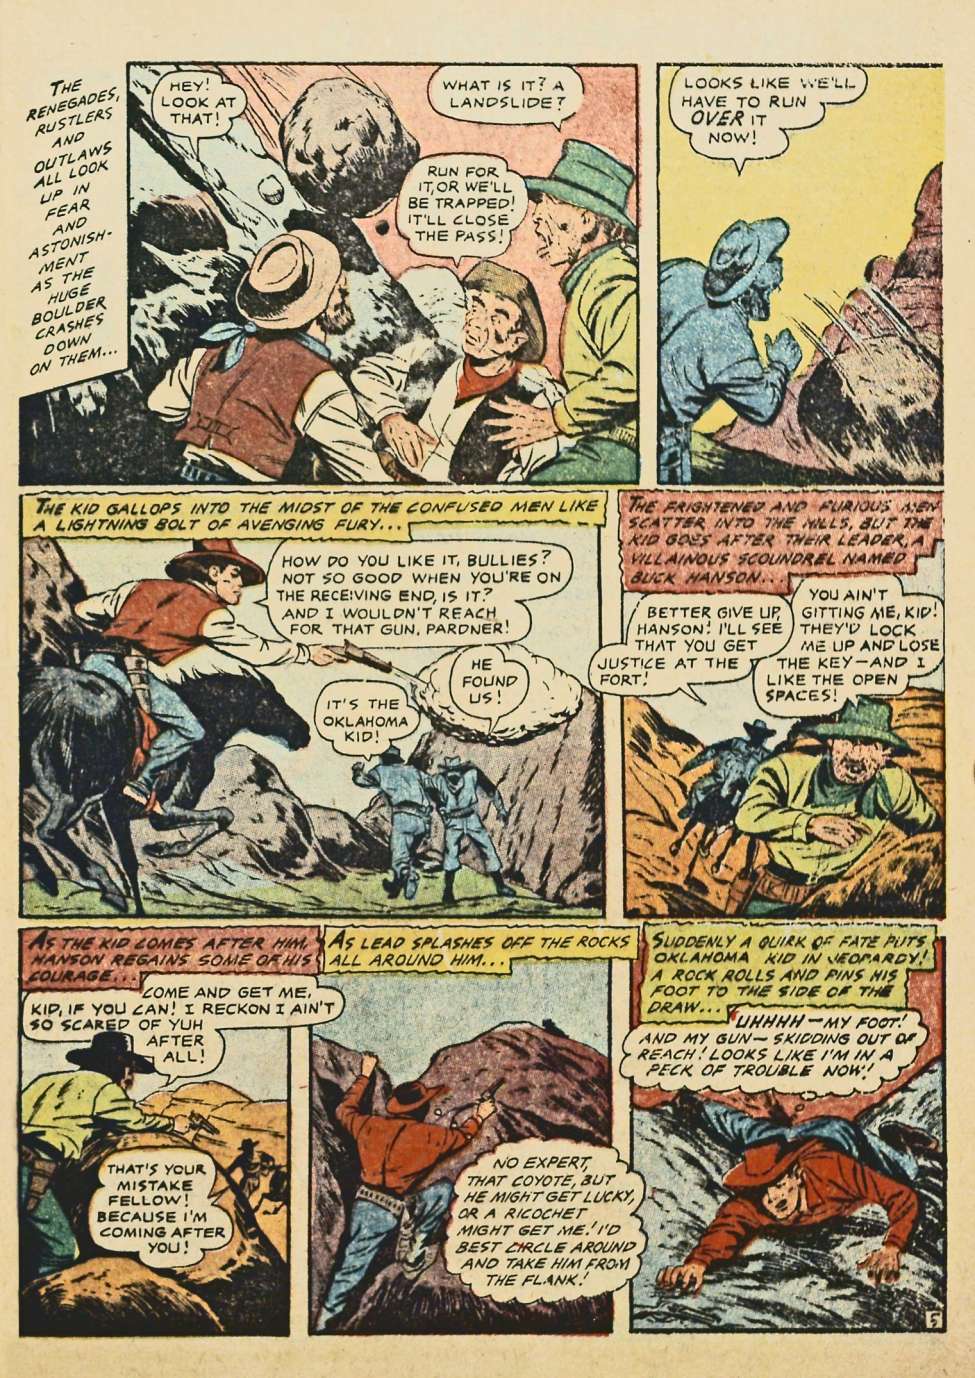 THE
RENEGADES,
RUSTLERS
AND
OUTLAWS
ALL LOOK
UP IN
FEAR
AND
ASTONISH-
MENT
AS THE
HUGE
BOULDER
CRASHES
DOWN
ON THEM...
HEY!
LOOK AT
THAT!
WHAT IS IT? A
LANDSLIDE?
RUN FOR
IT, OR WE'LL
BE TRAPPED!
IT'LL CLOSE
THE PASS!
LOOKS LIKE WE'LL
HAVE TO RUN
OVER IT
NOW!
THE KID GALLOPS INTO THE MIDST OF THE CONFUSED MEN LIKE
A LIGHTNING BOLT OF AVENGING FURY...
HOW DO YOU LIKE IT, BULLIES?
NOT SO GOOD WHEN YOU'RE ON
THE RECEIVING END, IS IT?
AND I WOULDN'T REACH
FOR THAT GUN, PARDNER!
IT'S THE
OKLAHOMA
KID!
HE
FOUND
US!
THE FRIGHTENED AND FURIOUS MEN
SCATTER INTO THE HILLS, BUT THE
KID GOES AFTER THEIR LEADER, A
VILLAINOUS SCOUNDREL NAMED
BUCK HANSON...
BETTER GIVE UP,
HANSON! I'LL SEE
THAT YOU GET
JUSTICE AT THE
FORT!
YOU AIN'T
GITTING ME, KID!
THEY'D LOCK
ME UP AND LOSE
THE KEY—AND I
LIKE THE OPEN
SPACES!
AS THE KID COMES AFTER HIM,
HANSON REGAINS SOME OF HIS
COURAGE...
COME AND GET ME,
KID, IF YOU CAN! I RECKON I AIN'T
SO SCARED OF YUH
AFTER
ALL!
THAT'S YOUR
MISTAKE
FELLOW!
BECAUSE I'M
COMING AFTER
YOU!
AS LEAD SPLASHES OFF THE ROCKS
ALL AROUND HIM...
NO EXPERT,
THAT COYOTE, BUT
HE MIGHT GET LUCKY,
OR A RICOCHET
MIGHT GET ME! I'D
BEST CIRCLE AROUND
AND TAKE HIM FROM
THE FLANK!
SUDDENLY A QUIRK OF FATE PUTS
OKLAHOMA KID IN JEOPARDY!
A ROCK ROLLS AND PINS HIS
FOOT TO THE SIDE OF THE
DRAW...
UHHHH—MY FOOT!
AND MY GUN— SKIDDING OUT OF
REACH! LOOKS LIKE I'M IN A
PECK OF TROUBLE NOW!
5